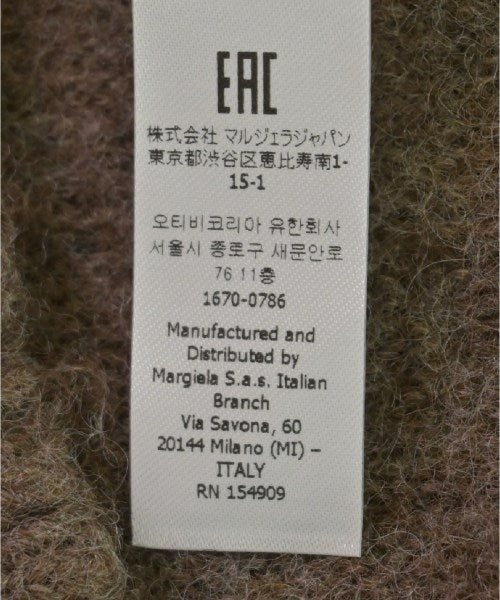 EAC
株式会社 マルジェラジャパン
東京都渋谷区恵比寿南1-
15-1
오티비코리아 유한회사
서울시 종로구 새문안로
76 11층
1670-0786
Manufactured and
Distributed by
Margiela S.a.s. Italian
Branch
Via Savona, 60
20144 Milano (MI) –
ITALY
RN 154909